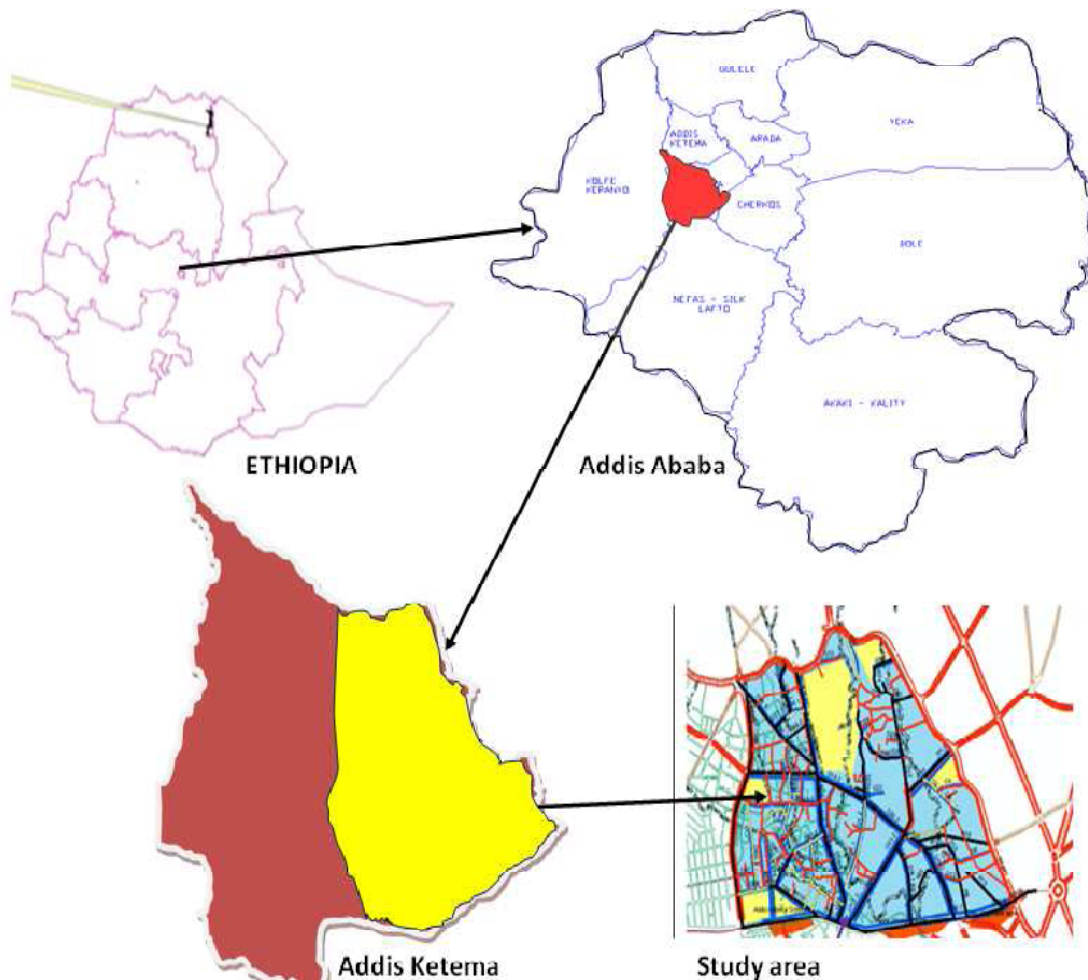 GULELE
YEKA
ADDIS
KETEMA
ARADA
KOLFE
KERANIO
CHERKOS
BOLE
NEFAS - SILK
LAFTO
AKAKI - KALITY
ETHIOPIA
Addis Ababa
Addis Ketema
Study area